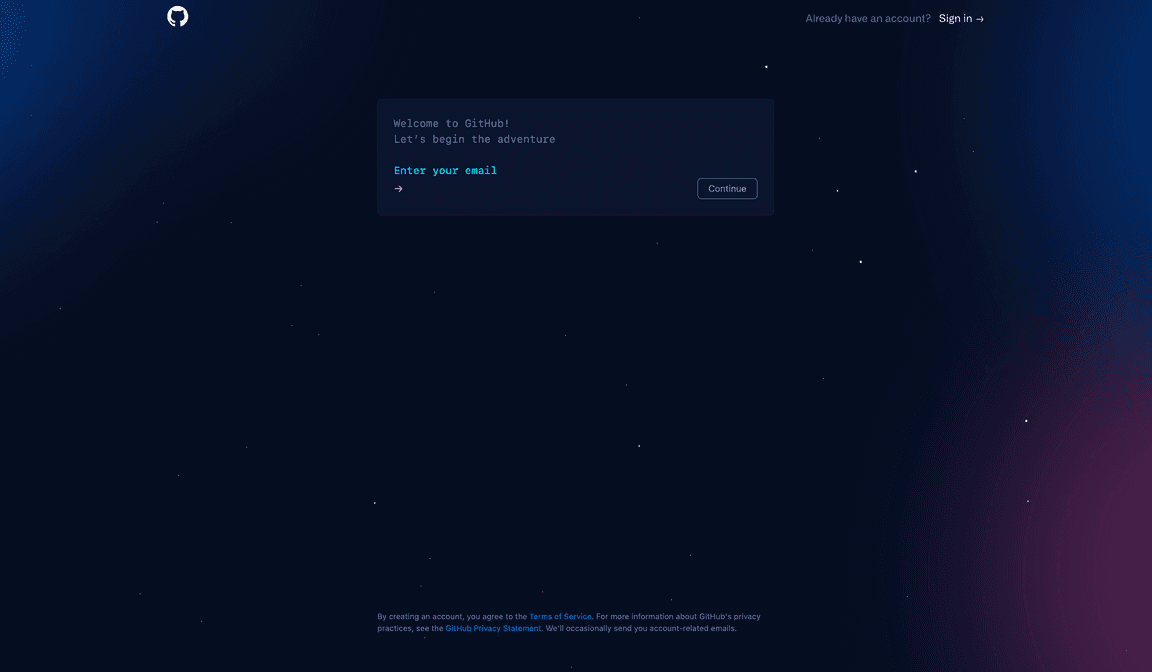 Already have an account? Sign in →
Welcome to GitHub!
Let’s begin the adventure
Enter your email
→
Continue
By creating an account, you agree to the Terms of Service. For more information about GitHub's privacy
practices, see the GitHub Privacy Statement. We'll occasionally send you account-related emails.